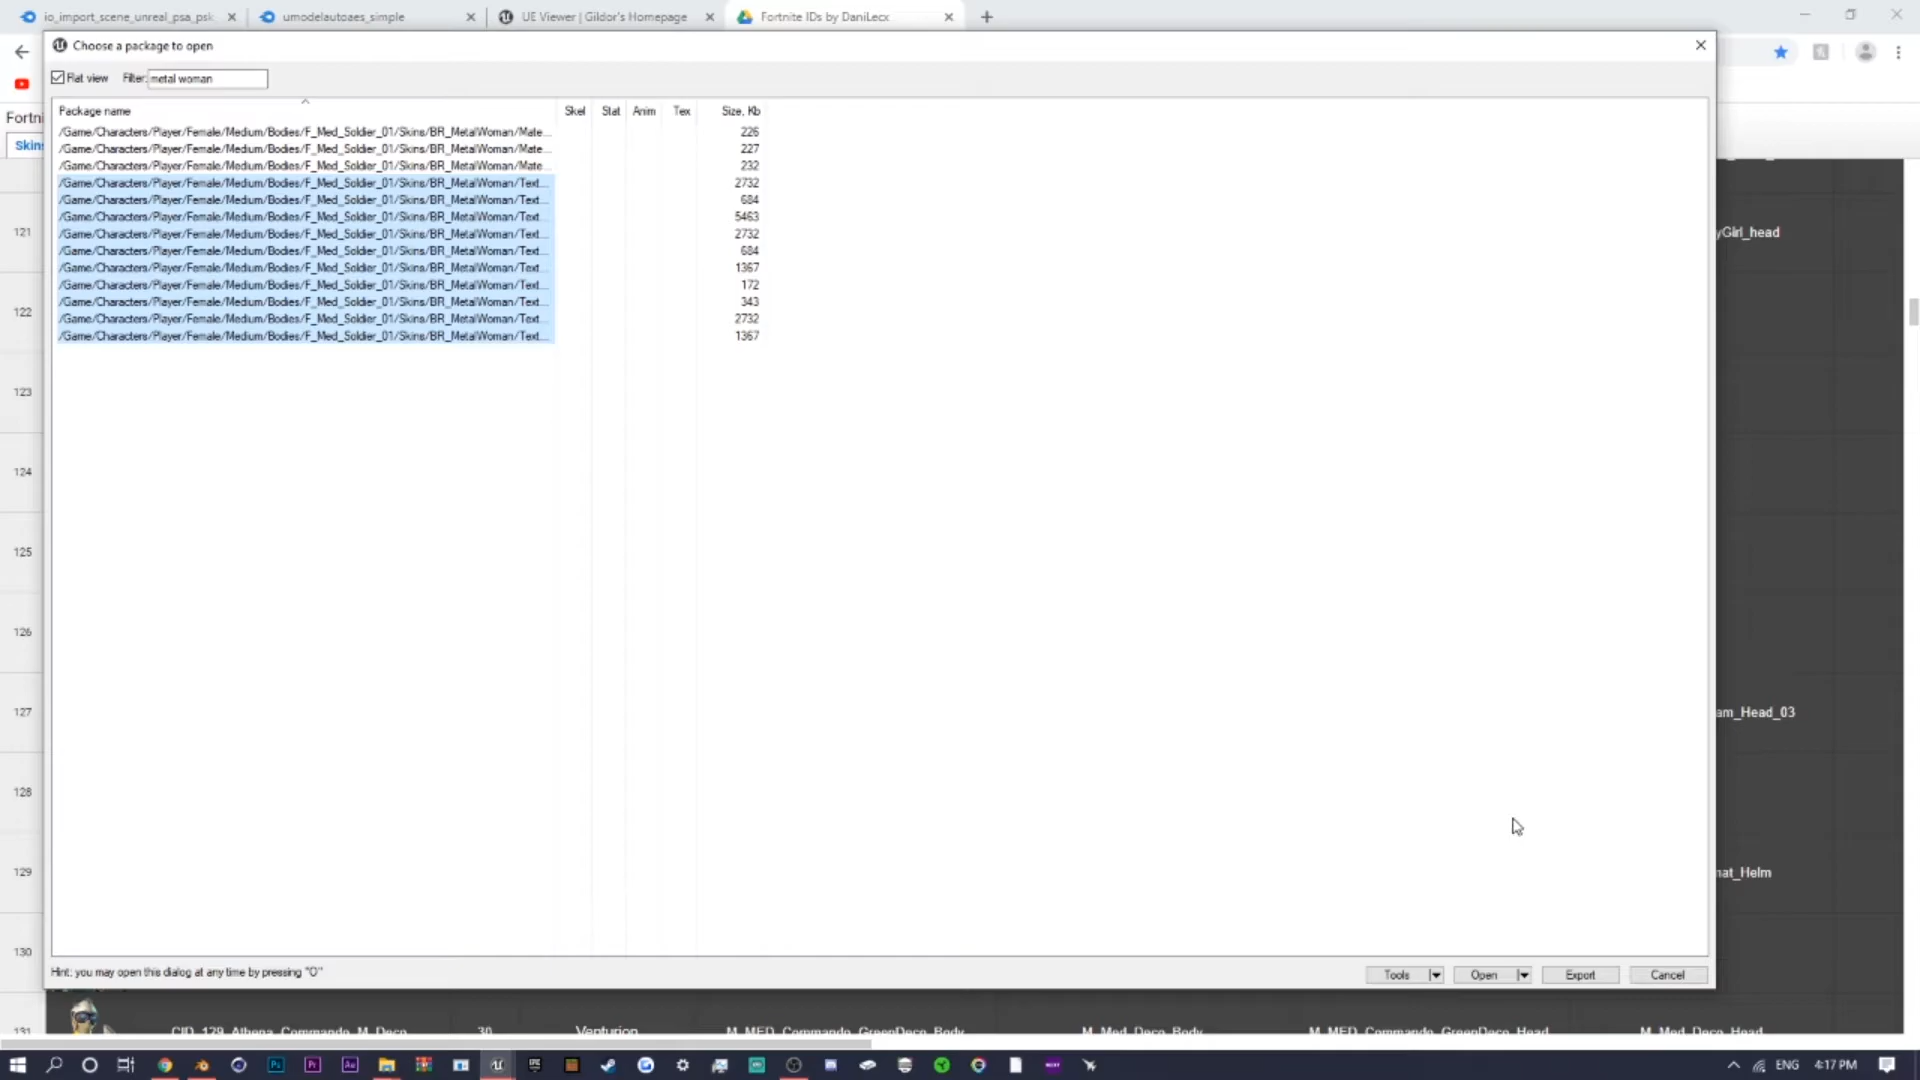 io_import_scene_unreal_psa_psk
umodelautoaes_simple
UE Viewer | Gildor's Homepage
Fortnite IDs by DaniLecx
Choose a package to open
Flat view Filter: metal woman
Package name Skel Stat Anim Tex Size, Kb
/Game/Characters/Player/Female/Medium/Bodies/F_Med_Soldier_01/Skins/BR_MetalWoman/Mate... 226
/Game/Characters/Player/Female/Medium/Bodies/F_Med_Soldier_01/Skins/BR_MetalWoman/Mate... 227
/Game/Characters/Player/Female/Medium/Bodies/F_Med_Soldier_01/Skins/BR_MetalWoman/Mate... 232
/Game/Characters/Player/Female/Medium/Bodies/F_Med_Soldier_01/Skins/BR_MetalWoman/Text... 2732
/Game/Characters/Player/Female/Medium/Bodies/F_Med_Soldier_01/Skins/BR_MetalWoman/Text... 684
/Game/Characters/Player/Female/Medium/Bodies/F_Med_Soldier_01/Skins/BR_MetalWoman/Text... 5463
/Game/Characters/Player/Female/Medium/Bodies/F_Med_Soldier_01/Skins/BR_MetalWoman/Text... 2732
/Game/Characters/Player/Female/Medium/Bodies/F_Med_Soldier_01/Skins/BR_MetalWoman/Text... 684
/Game/Characters/Player/Female/Medium/Bodies/F_Med_Soldier_01/Skins/BR_MetalWoman/Text... 1367
/Game/Characters/Player/Female/Medium/Bodies/F_Med_Soldier_01/Skins/BR_MetalWoman/Text... 172
/Game/Characters/Player/Female/Medium/Bodies/F_Med_Soldier_01/Skins/BR_MetalWoman/Text... 343
/Game/Characters/Player/Female/Medium/Bodies/F_Med_Soldier_01/Skins/BR_MetalWoman/Text... 2732
/Game/Characters/Player/Female/Medium/Bodies/F_Med_Soldier_01/Skins/BR_MetalWoman/Text... 1367
Fortni
Skins
121 yGirl_head
122
123
124
125
126
127 am_Head_03
128
129 nat_Helm
130
Hint: you may open this dialog at any time by pressing "O"
Tools Open Export Cancel
131 CID_129_Athena_Commando_M_Deco 30 Venturion M_MED_Commando_GreenDeco_Body M_Med_Deco_Body M_MED_Commando_GreenDeco_Head M_Med_Deco_Head
ENG 4:17 PM